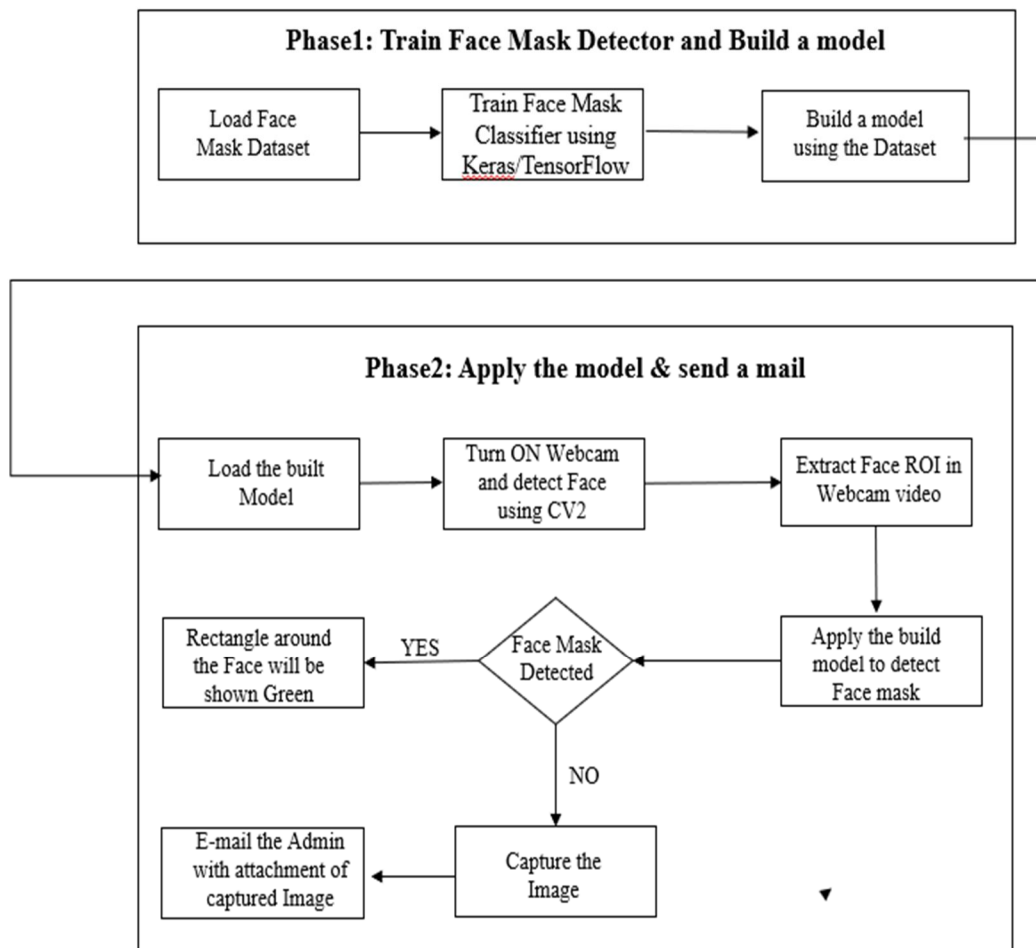 Phase1: Train Face Mask Detector and Build a model
Load Face
Mask Dataset
Train Face Mask
Classifier using
Keras/TensorFlow
Build a model
using the Dataset
Phase2: Apply the model & send a mail
Load the built
Model
Turn ON Webcam
and detect Face
using CV2
Extract Face ROI in
Webcam video
Apply the build
model to detect
Face mask
Face Mask
Detected
YES
Rectangle around
the Face will be
shown Green
NO
Capture the
Image
E-mail the Admin
with attachment of
captured Image